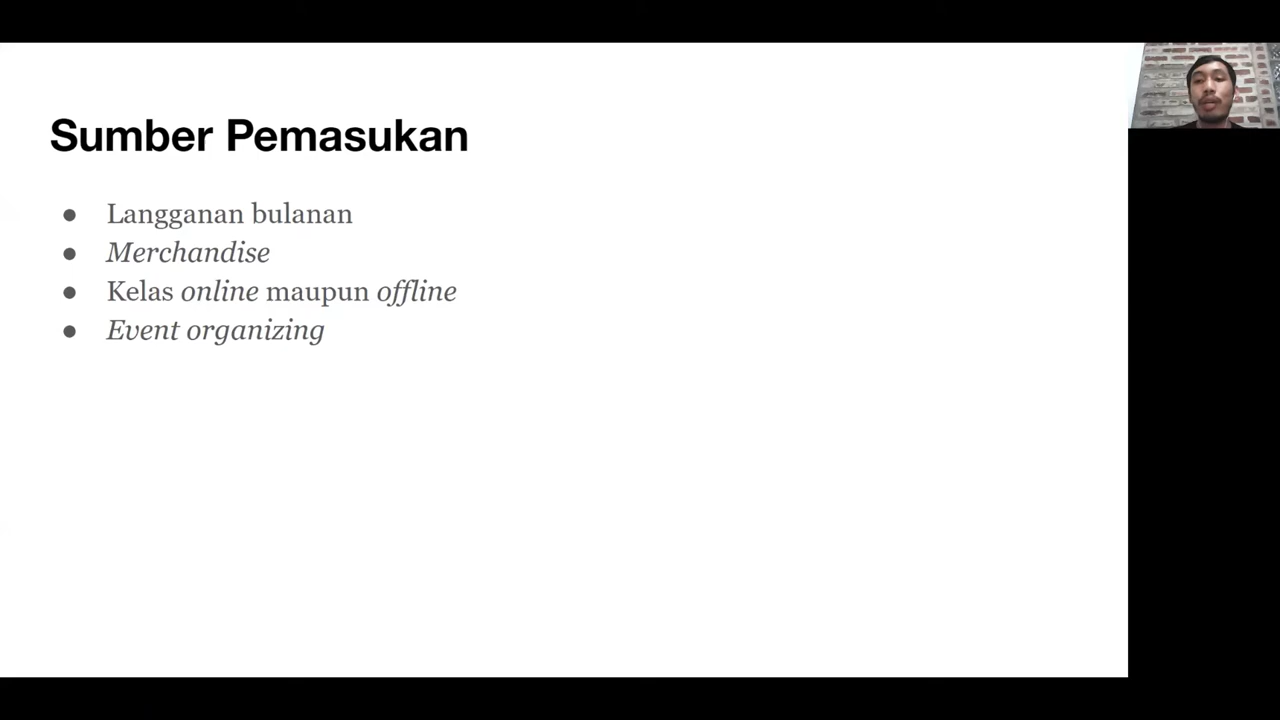 Sumber Pemasukan
● Langganan bulanan
● Merchandise
● Kelas online maupun offline
● Event organizing